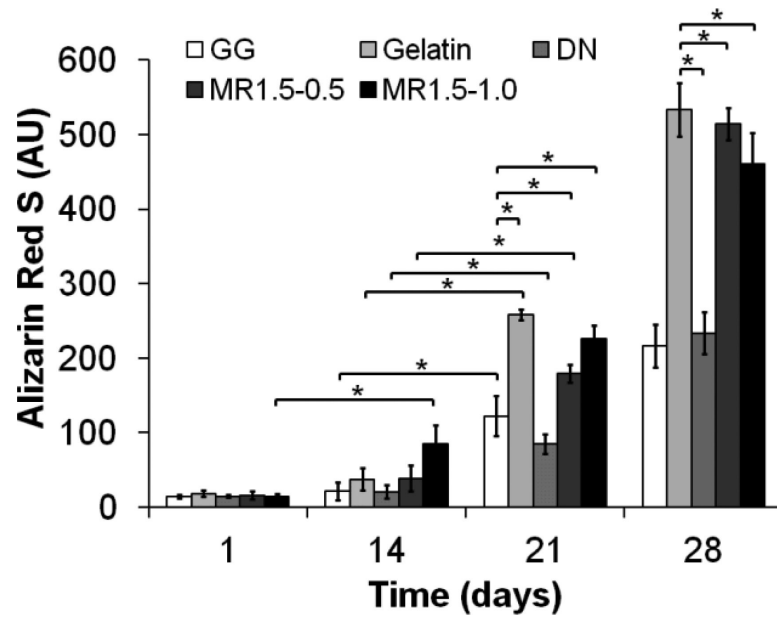 GG Gelatin DN
MR1.5-0.5 MR1.5-1.0
Alizarin Red S (AU)
600
500
400
300
200
100
0
* * *
* * *
* * *
* *
1 14 21 28
Time (days)